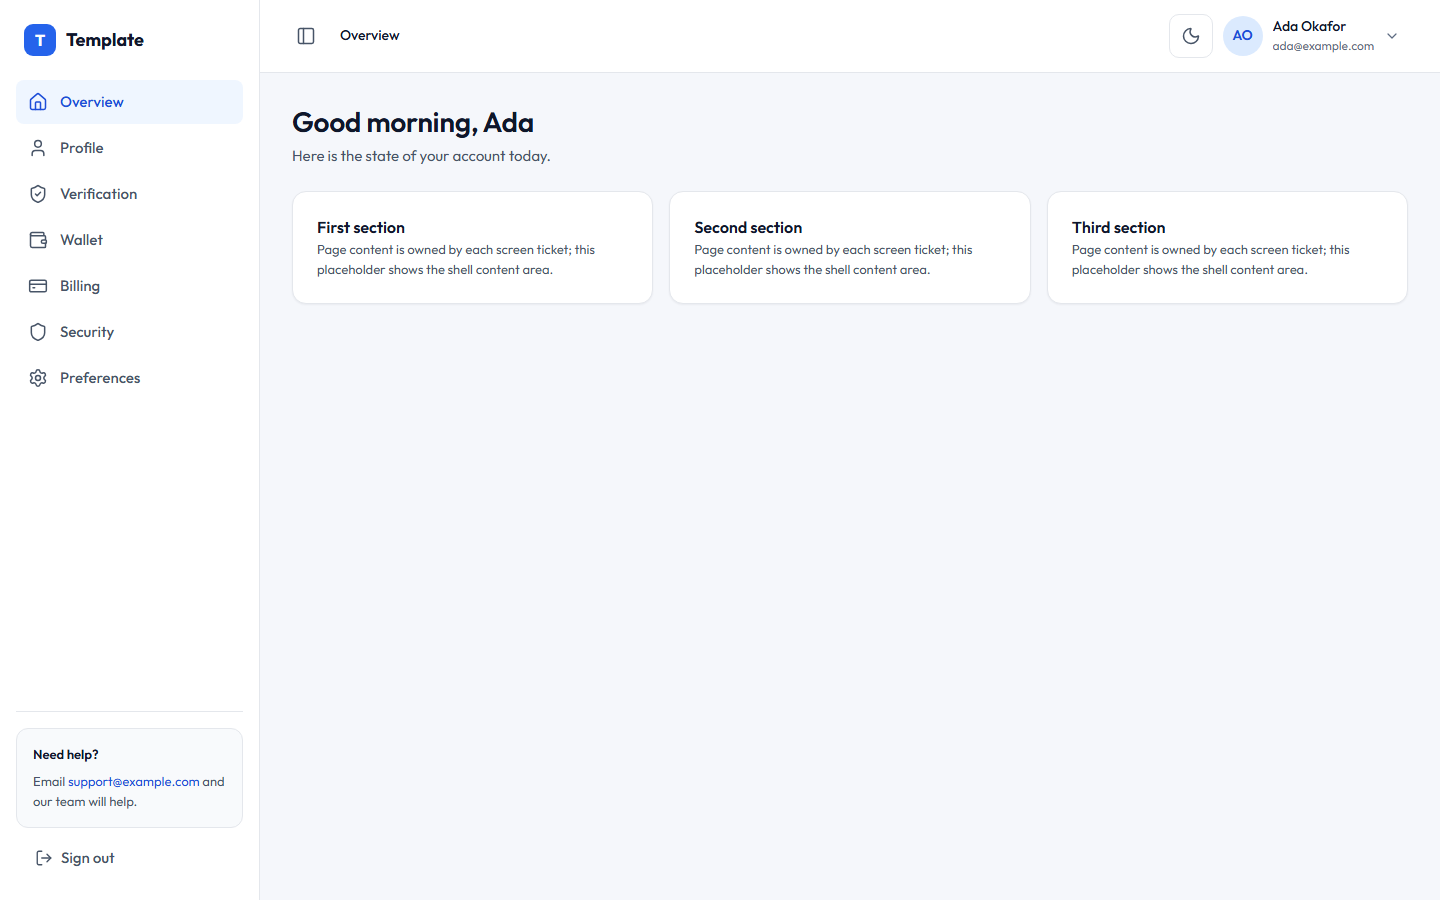 T Template
Overview
Profile
Verification
Wallet
Billing
Security
Preferences
Need help?
Email support@example.com and
our team will help.
Sign out
Overview
AO
Ada Okafor
ada@example.com
Good morning, Ada
Here is the state of your account today.
First section
Page content is owned by each screen ticket; this
placeholder shows the shell content area.
Second section
Page content is owned by each screen ticket; this
placeholder shows the shell content area.
Third section
Page content is owned by each screen ticket; this
placeholder shows the shell content area.